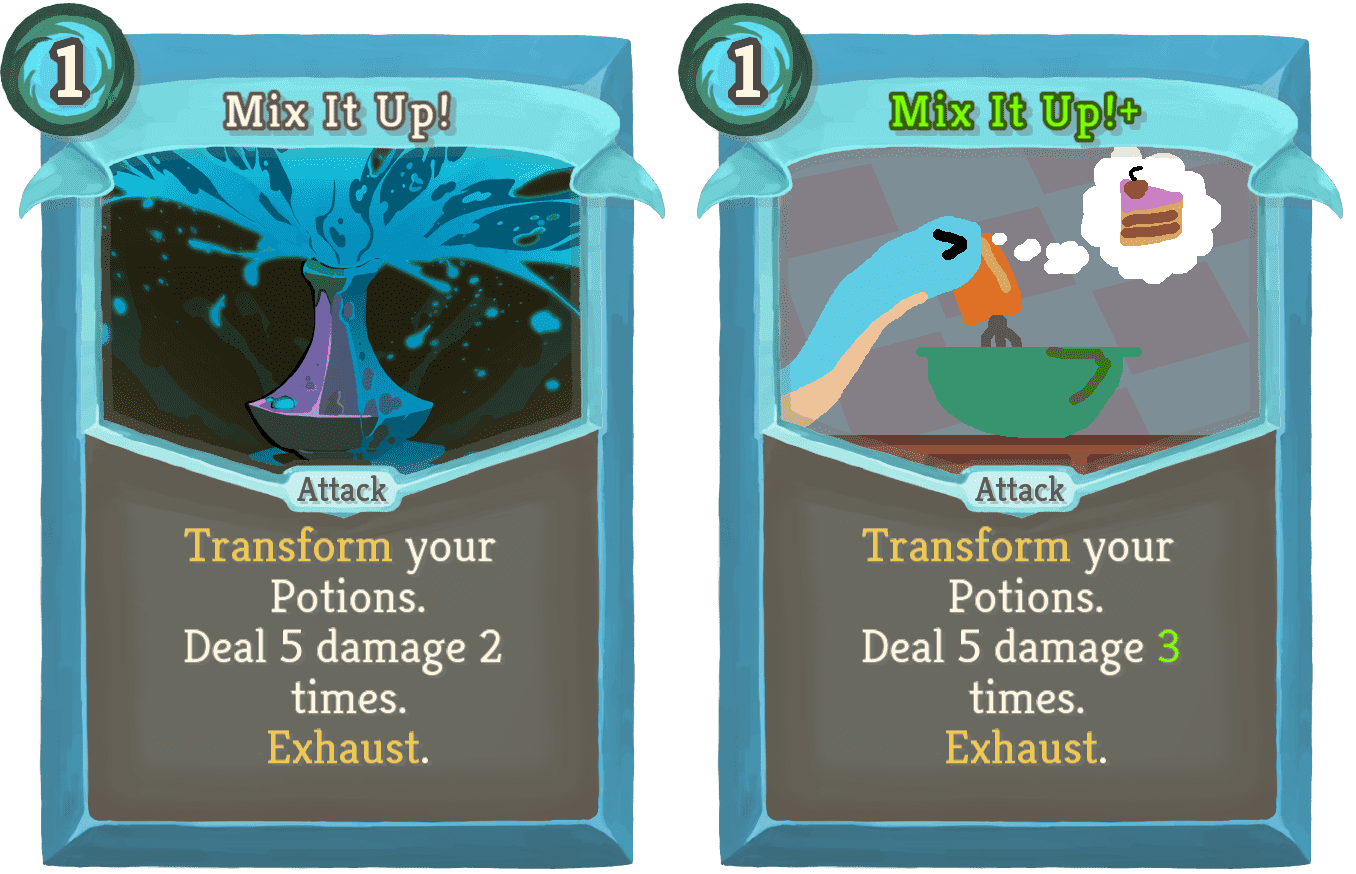 1
Mix It Up!
Attack
Transform your
Potions.
Deal 5 damage 2
times.
Exhaust.
1
Mix It Up!+
Attack
Transform your
Potions.
Deal 5 damage 3
times.
Exhaust.